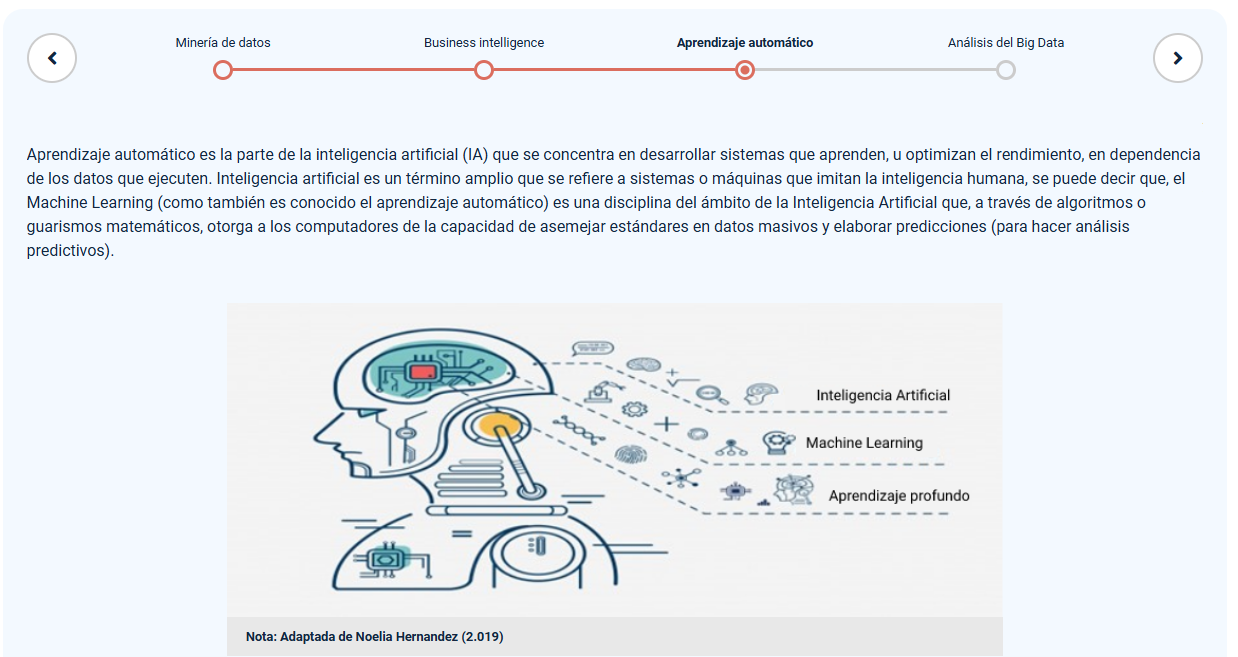 Minería de datos
Business intelligence
Aprendizaje automático
Análisis del Big Data
Aprendizaje automático es la parte de la inteligencia artificial (IA) que se concentra en desarrollar sistemas que aprenden, u optimizan el rendimiento, en dependencia
de los datos que ejecuten. Inteligencia artificial es un término amplio que se refiere a sistemas o máquinas que imitan la inteligencia humana, se puede decir que, el
Machine Learning (como también es conocido el aprendizaje automático) es una disciplina del ámbito de la Inteligencia Artificial que, a través de algoritmos o
guarismos matemáticos, otorga a los computadores de la capacidad de asemejar estándares en datos masivos y elaborar predicciones (para hacer análisis
predictivos).
Inteligencia Artificial
Machine Learning
Aprendizaje profundo
Nota: Adaptada de Noelia Hernandez (2.019)